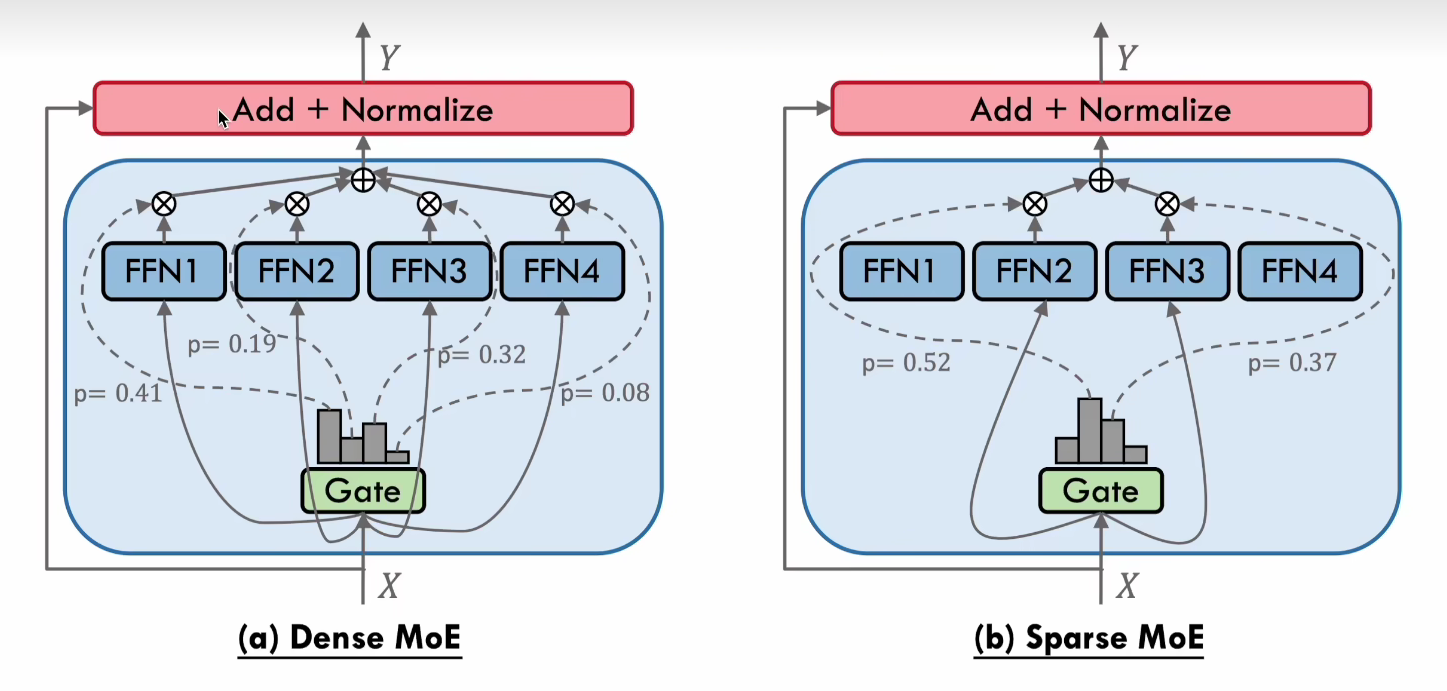 Y
Add + Normalize
FFN1 FFN2 FFN3 FFN4
p= 0.19
p= 0.32
p= 0.41
p= 0.08
Gate
X
(a) Dense MoE
Y
Add + Normalize
FFN1 FFN2 FFN3 FFN4
p= 0.52
p= 0.37
Gate
X
(b) Sparse MoE